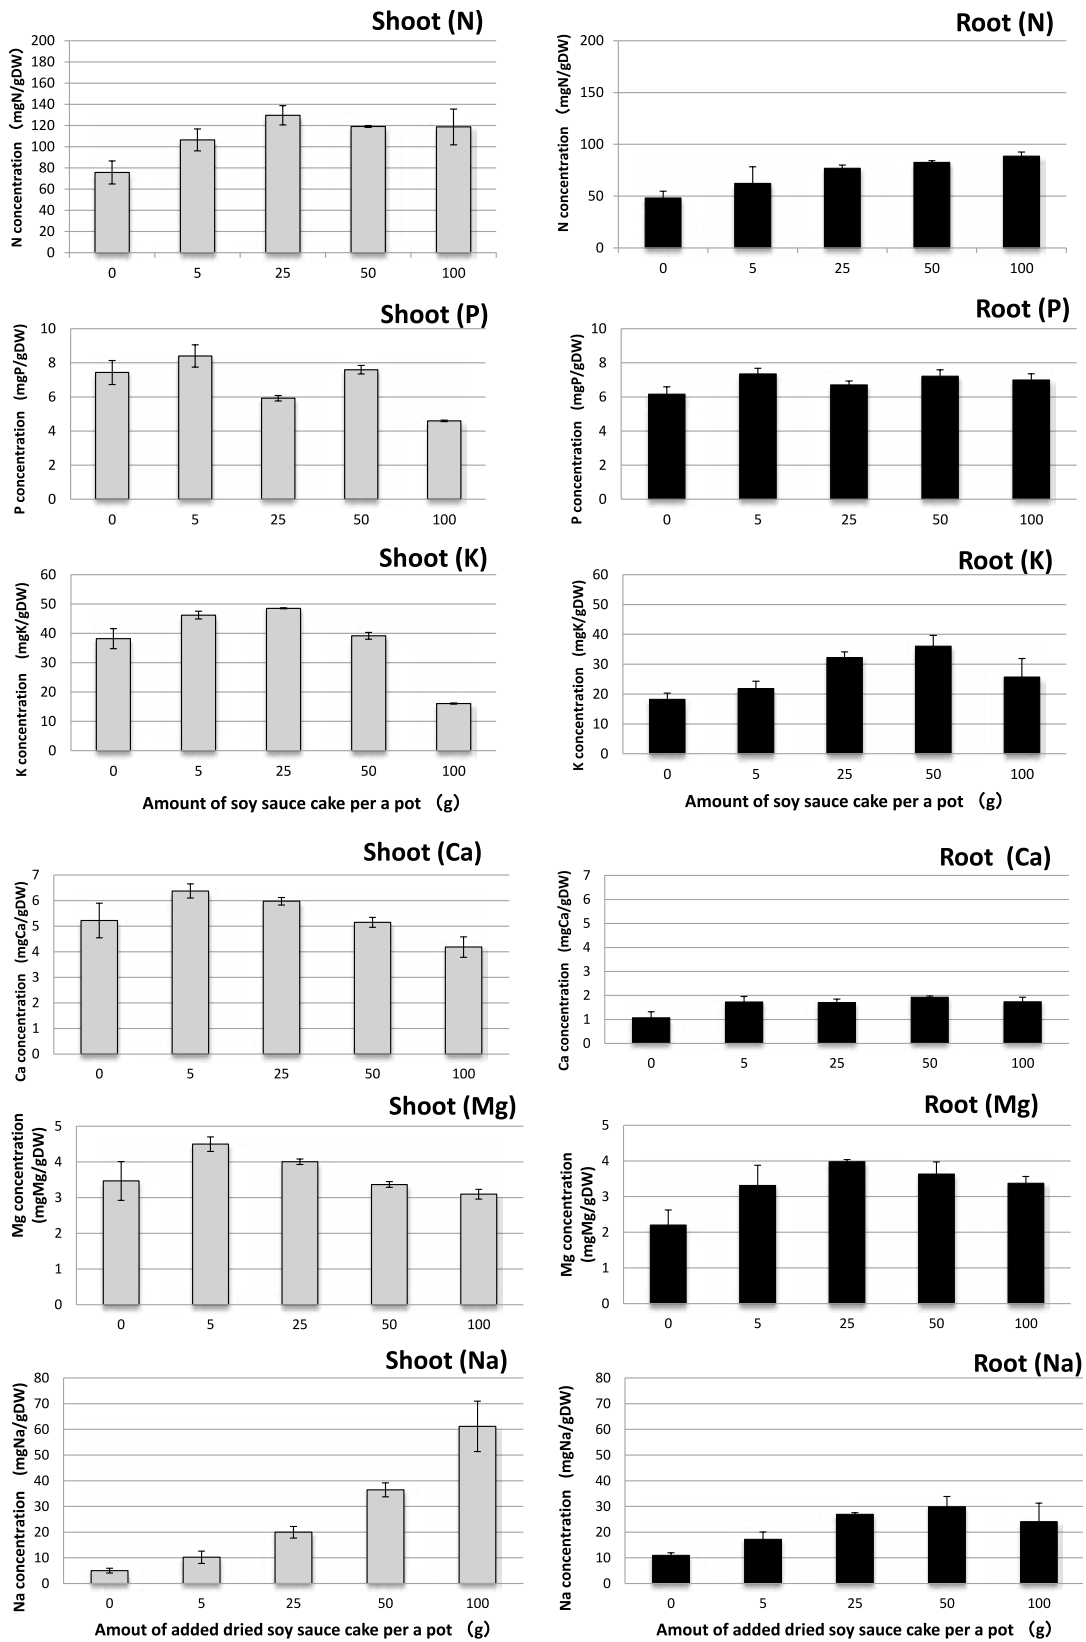 Shoot (N)
N concentration （mgN/gDW）
200
180
160
140
120
100
80
60
40
20
0
0 5 25 50 100
Root (N)
N concentration （mgN/gDW)
200
150
100
50
0
0 5 25 50 100
Shoot (P)
P concentration (mgP/gDW)
10
8
6
4
2
0
0 5 25 50 100
Root (P)
P concentration (mgP/gDW)
10
8
6
4
2
0
0 5 25 50 100
Shoot (K)
K concentration (mgK/gDW)
60
50
40
30
20
10
0
0 5 25 50 100
Amount of soy sauce cake per a pot （g）
Root (K)
K concentration (mgK/gDW)
60
50
40
30
20
10
0
0 5 25 50 100
Amount of soy sauce cake per a pot （g）
Shoot (Ca)
Ca concentration (mgCa/gDW)
7
6
5
4
3
2
1
0
0 5 25 50 100
Root (Ca)
Ca concentration (mgCa/gDW)
7
6
5
4
3
2
1
0
0 5 25 50 100
Shoot (Mg)
Mg concentration
(mgMg/gDW)
5
4
3
2
1
0
0 5 25 50 100
Root (Mg)
Mg concentration
(mgMg/gDW)
5
4
3
2
1
0
0 5 25 50 100
Shoot (Na)
Na concentration (mgNa/gDW)
80
70
60
50
40
30
20
10
0
0 5 25 50 100
Amout of added dried soy sauce cake per a pot （g）
Root (Na)
Na concentration (mgNa/gDW)
80
70
60
50
40
30
20
10
0
0 5 25 50 100
Amout of added dried soy sauce cake per a pot （g）